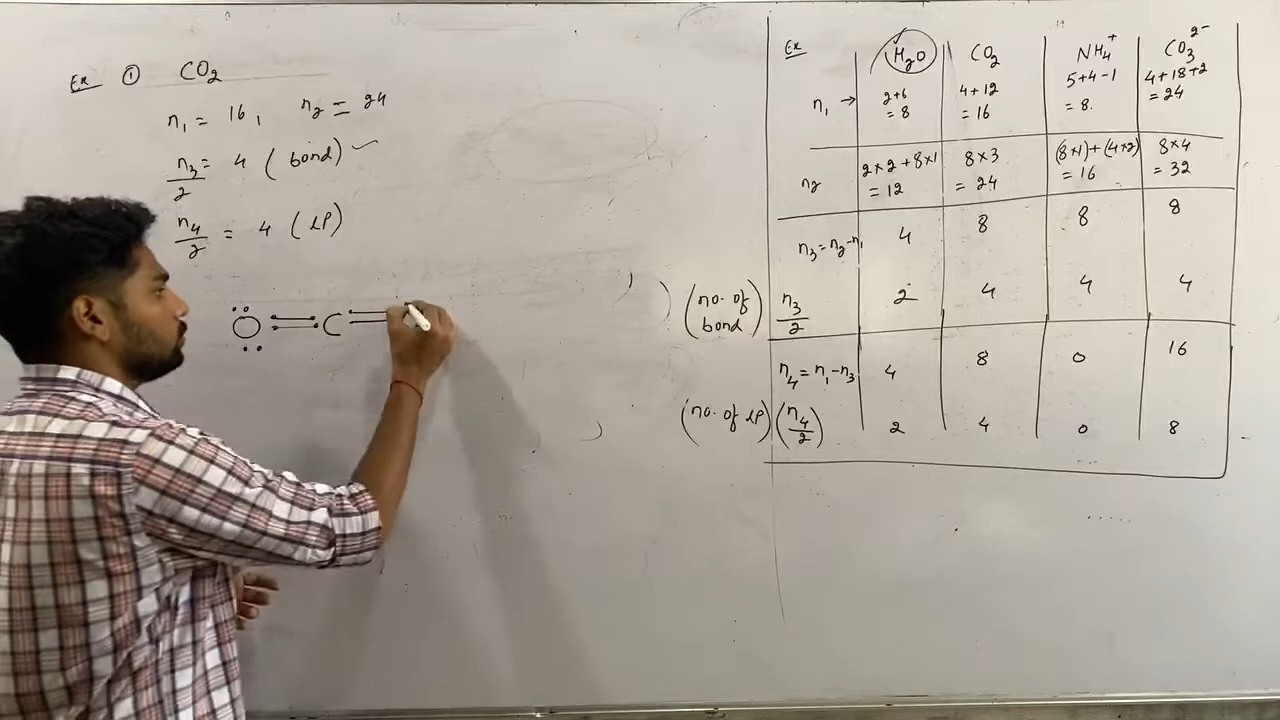 Ex ① CO₂
n₁ = 16, n₂ = 24
n₃/2 = 4 (bond) ✓
n₄/2 = 4 (lP)
O = C =
Ex H₂O CO₂ NH₄⁺ CO₃²⁻
n₁ → 2+6 = 8 4+12 = 16 5+4-1 = 8. 4+18+2 = 24
n₂ 2×2+8×1 = 12 8×3 = 24 (8×1)+(4×2) = 16 8×4 = 32
n₃ = n₂-n₁ 4 8 8 8
(no. of bond) n₃/2 2 4 4 4
n₄ = n₁-n₃ 4 8 0 16
(no. of lP) (n₄/2) 2 4 0 8